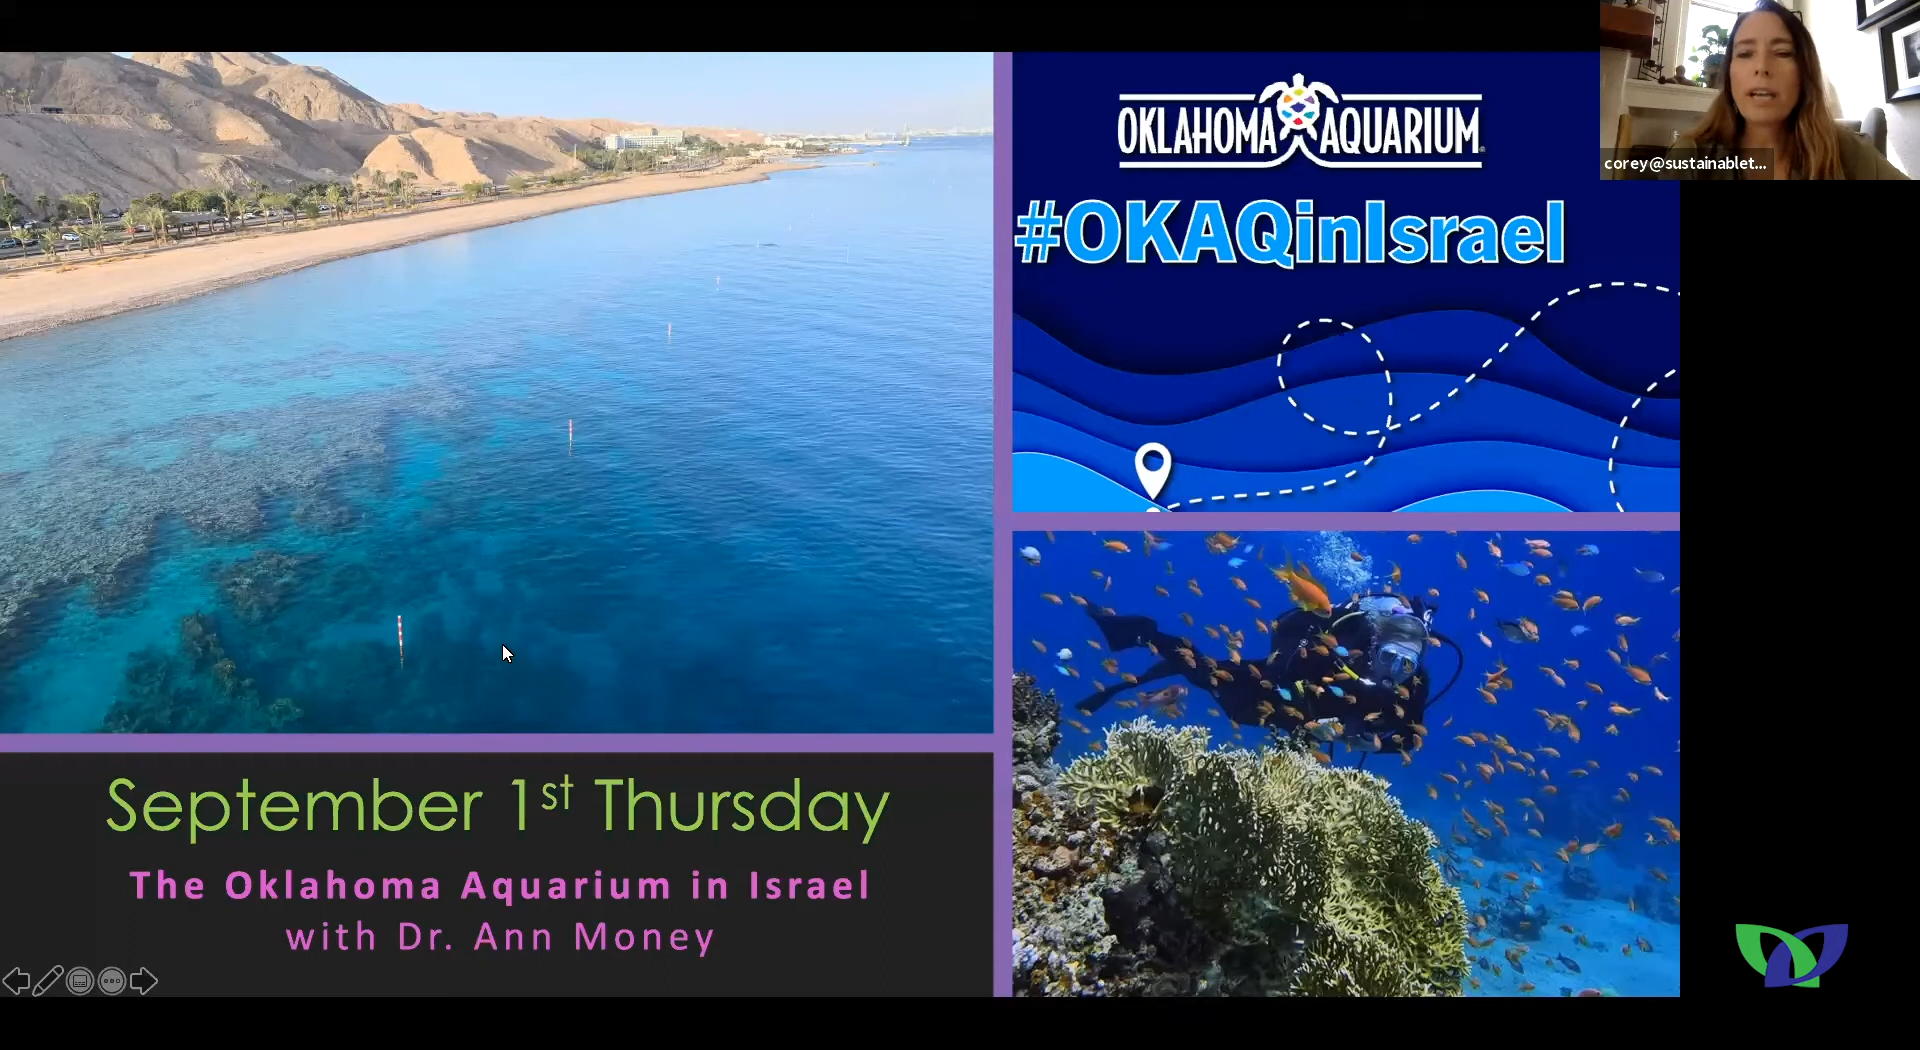 OKLAHOMA AQUARIUM
#OKAQinIsrael
corey@sustainablet...
September 1st Thursday
The Oklahoma Aquarium in Israel
with Dr. Ann Money